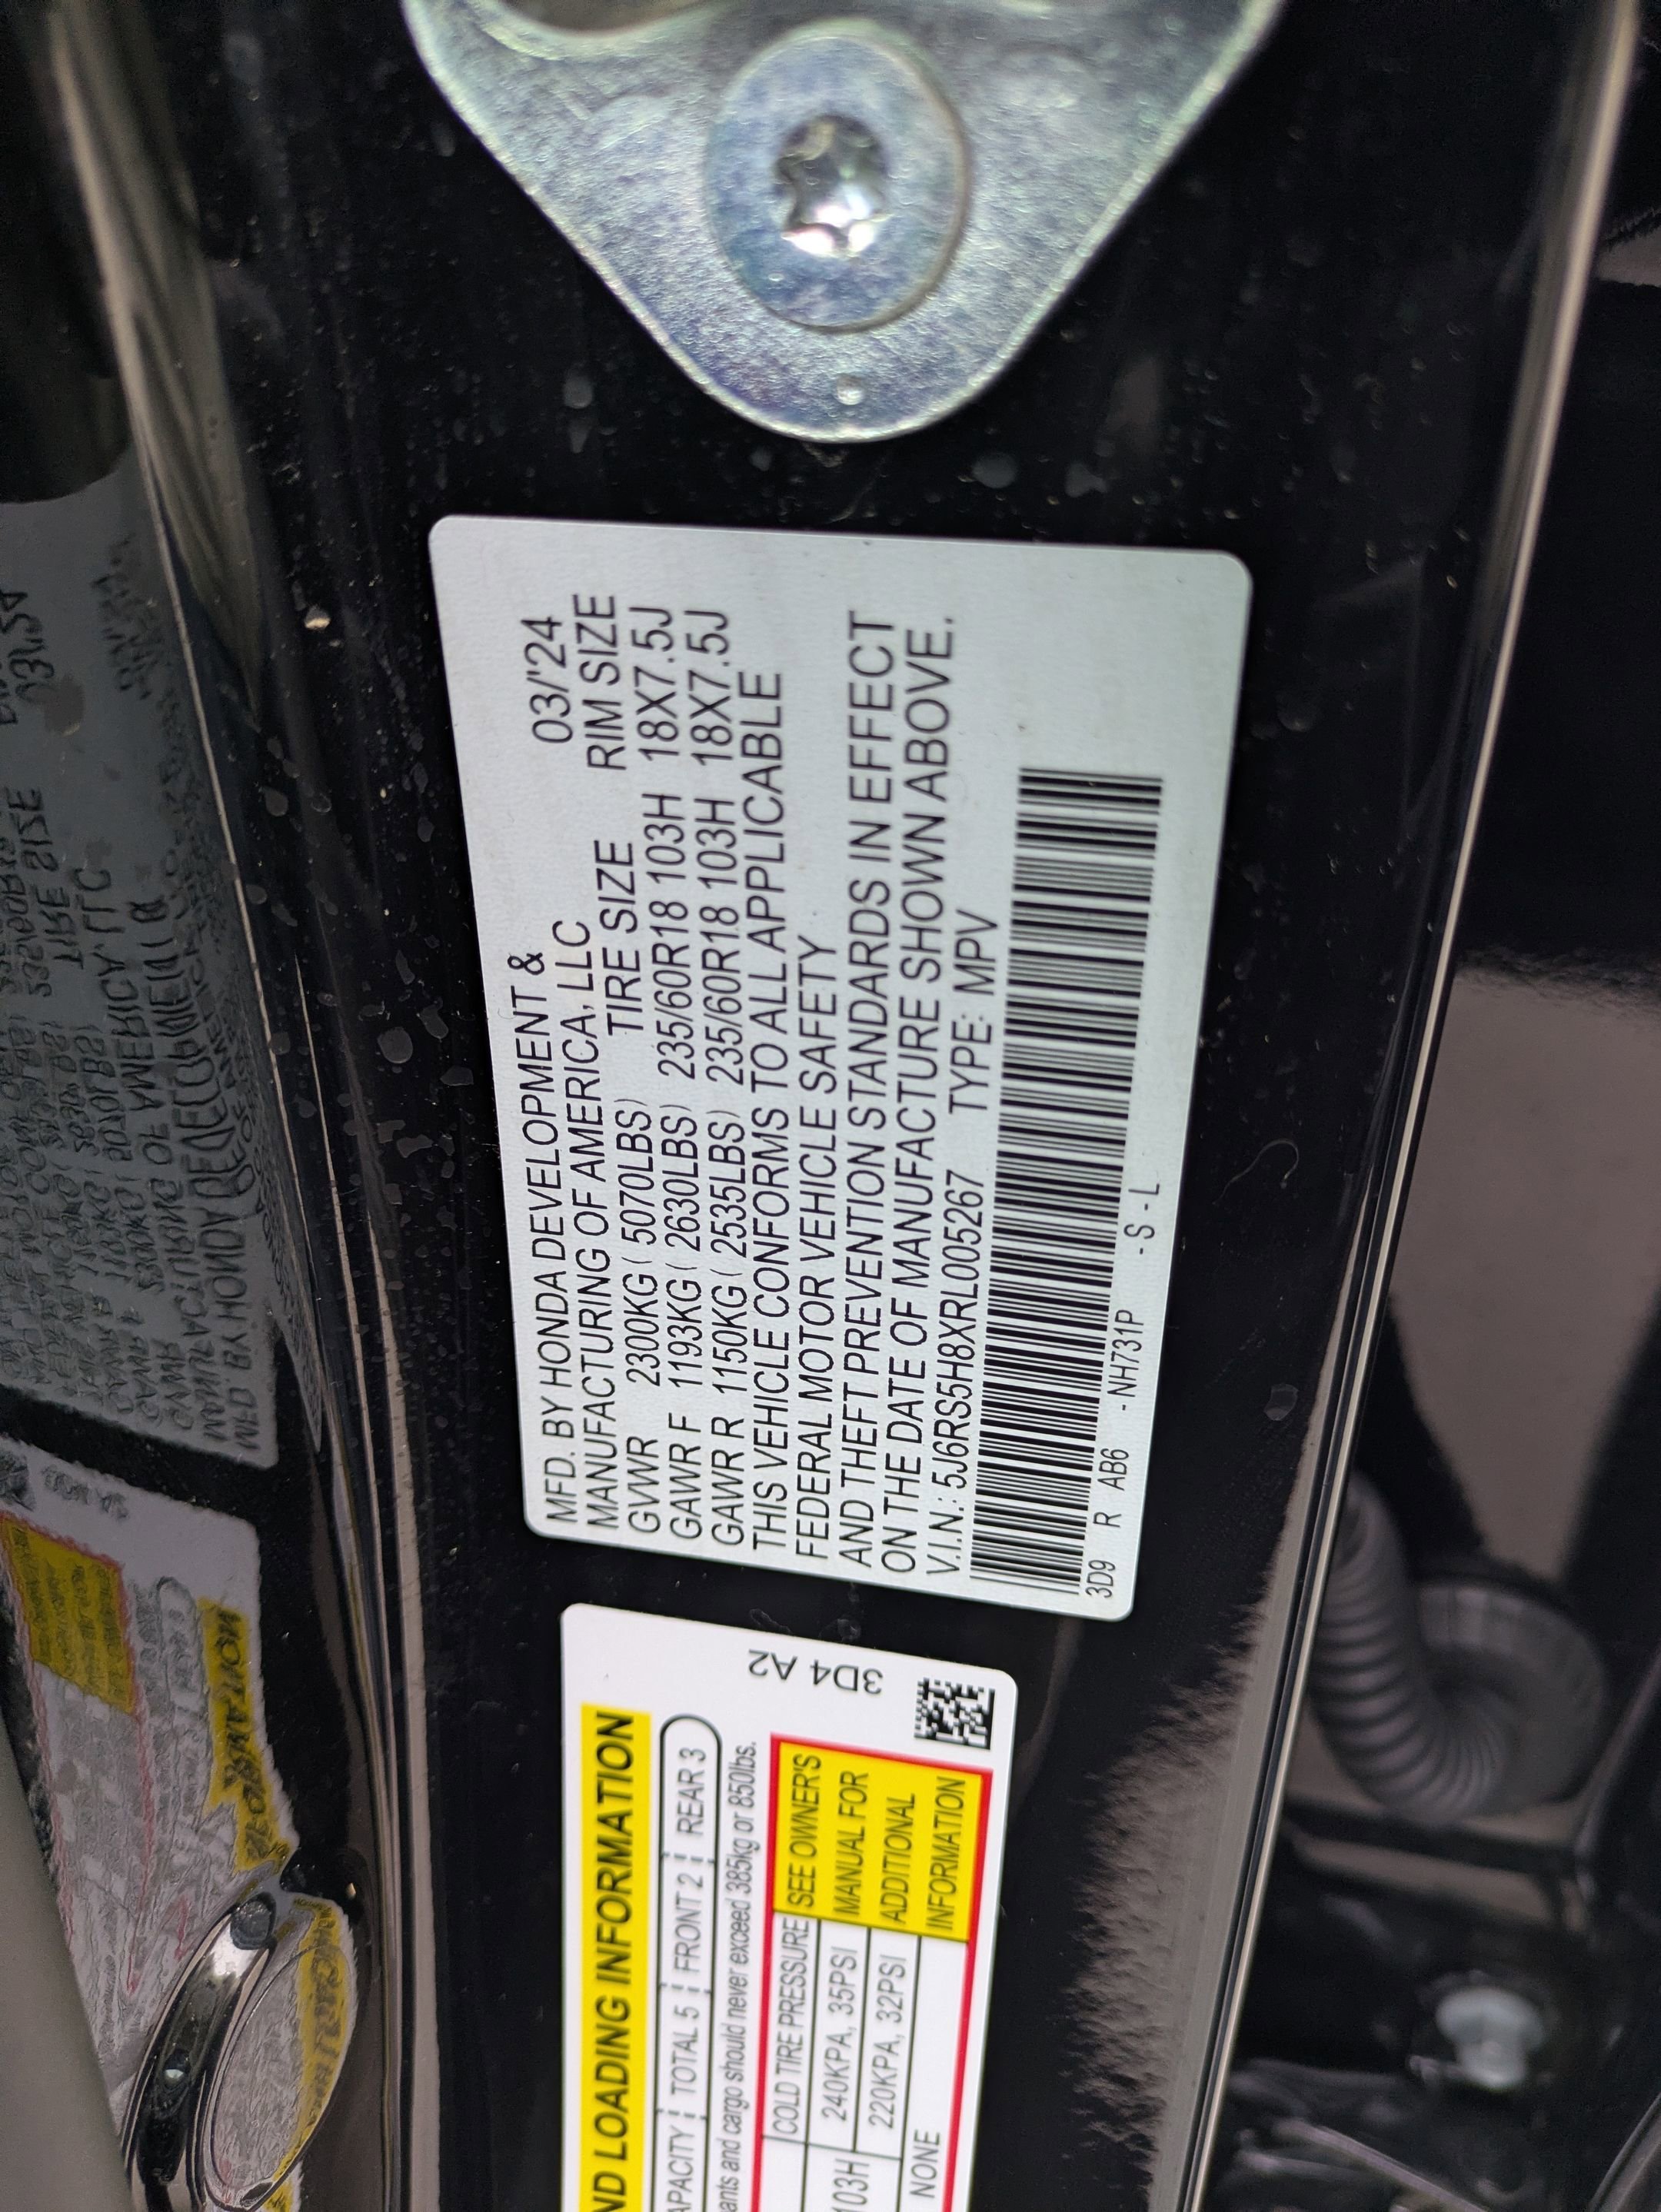 MFD. BY HONDA DEVELOPMENT &
MANUFACTURING OF AMERICA, LLC 03/'24
TIRE SIZE RIM SIZE
GVWR 2300KG ( 5070LBS)
GAWR F 1193KG ( 2630LBS) 235/60R18 103H 18X7.5J
GAWR R 1150KG ( 2535LBS) 235/60R18 103H 18X7.5J
THIS VEHICLE CONFORMS TO ALL APPLICABLE
FEDERAL MOTOR VEHICLE SAFETY
AND THEFT PREVENTION STANDARDS IN EFFECT
ON THE DATE OF MANUFACTURE SHOWN ABOVE.
V.I.N.: 5J6RS5H8XRL005267 TYPE: MPV
3D9 R AB6 - NH731P - S - L
LOADING INFORMATION
TOTAL 5 FRONT 2 REAR 3
and cargo should never exceed 385kg or 850lbs.
COLD TIRE PRESSURE
240KPA, 35PSI
103H 220KPA, 32PSI
NONE
SEE OWNER'S
MANUAL FOR
ADDITIONAL
INFORMATION
3D4 A2